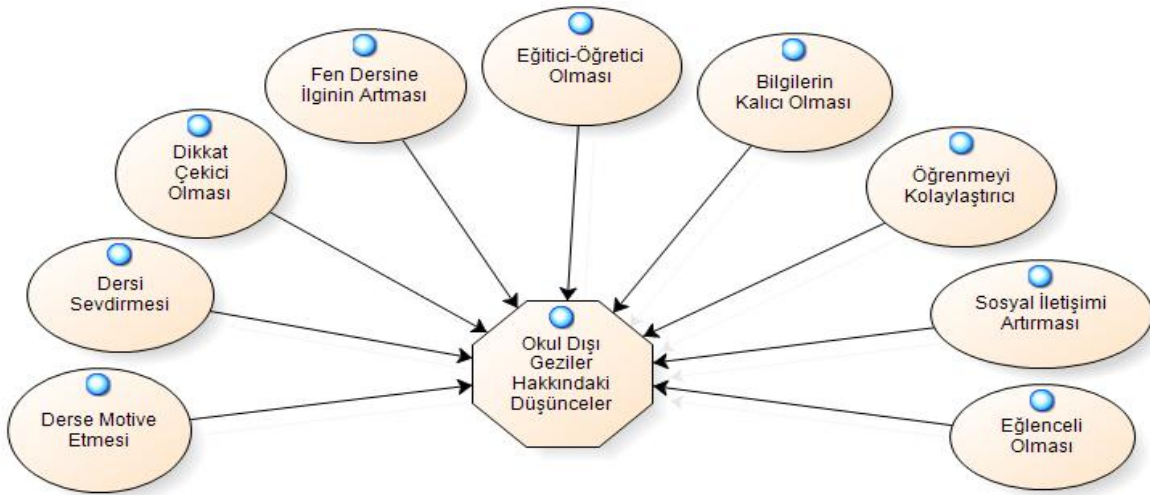 Eğitici-Öğretici
Olması
Fen Dersine
İlginin Artması
Bilgilerin
Kalıcı Olması
Dikkat
Çekici
Olması
Öğrenmeyi
Kolaylaştırıcı
Dersi
Sevdirmesi
Sosyal İletişimi
Artırması
Okul Dışı
Geziler
Hakkındaki
Düşünceler
Derse Motive
Etmesi
Eğlenceli
Olması